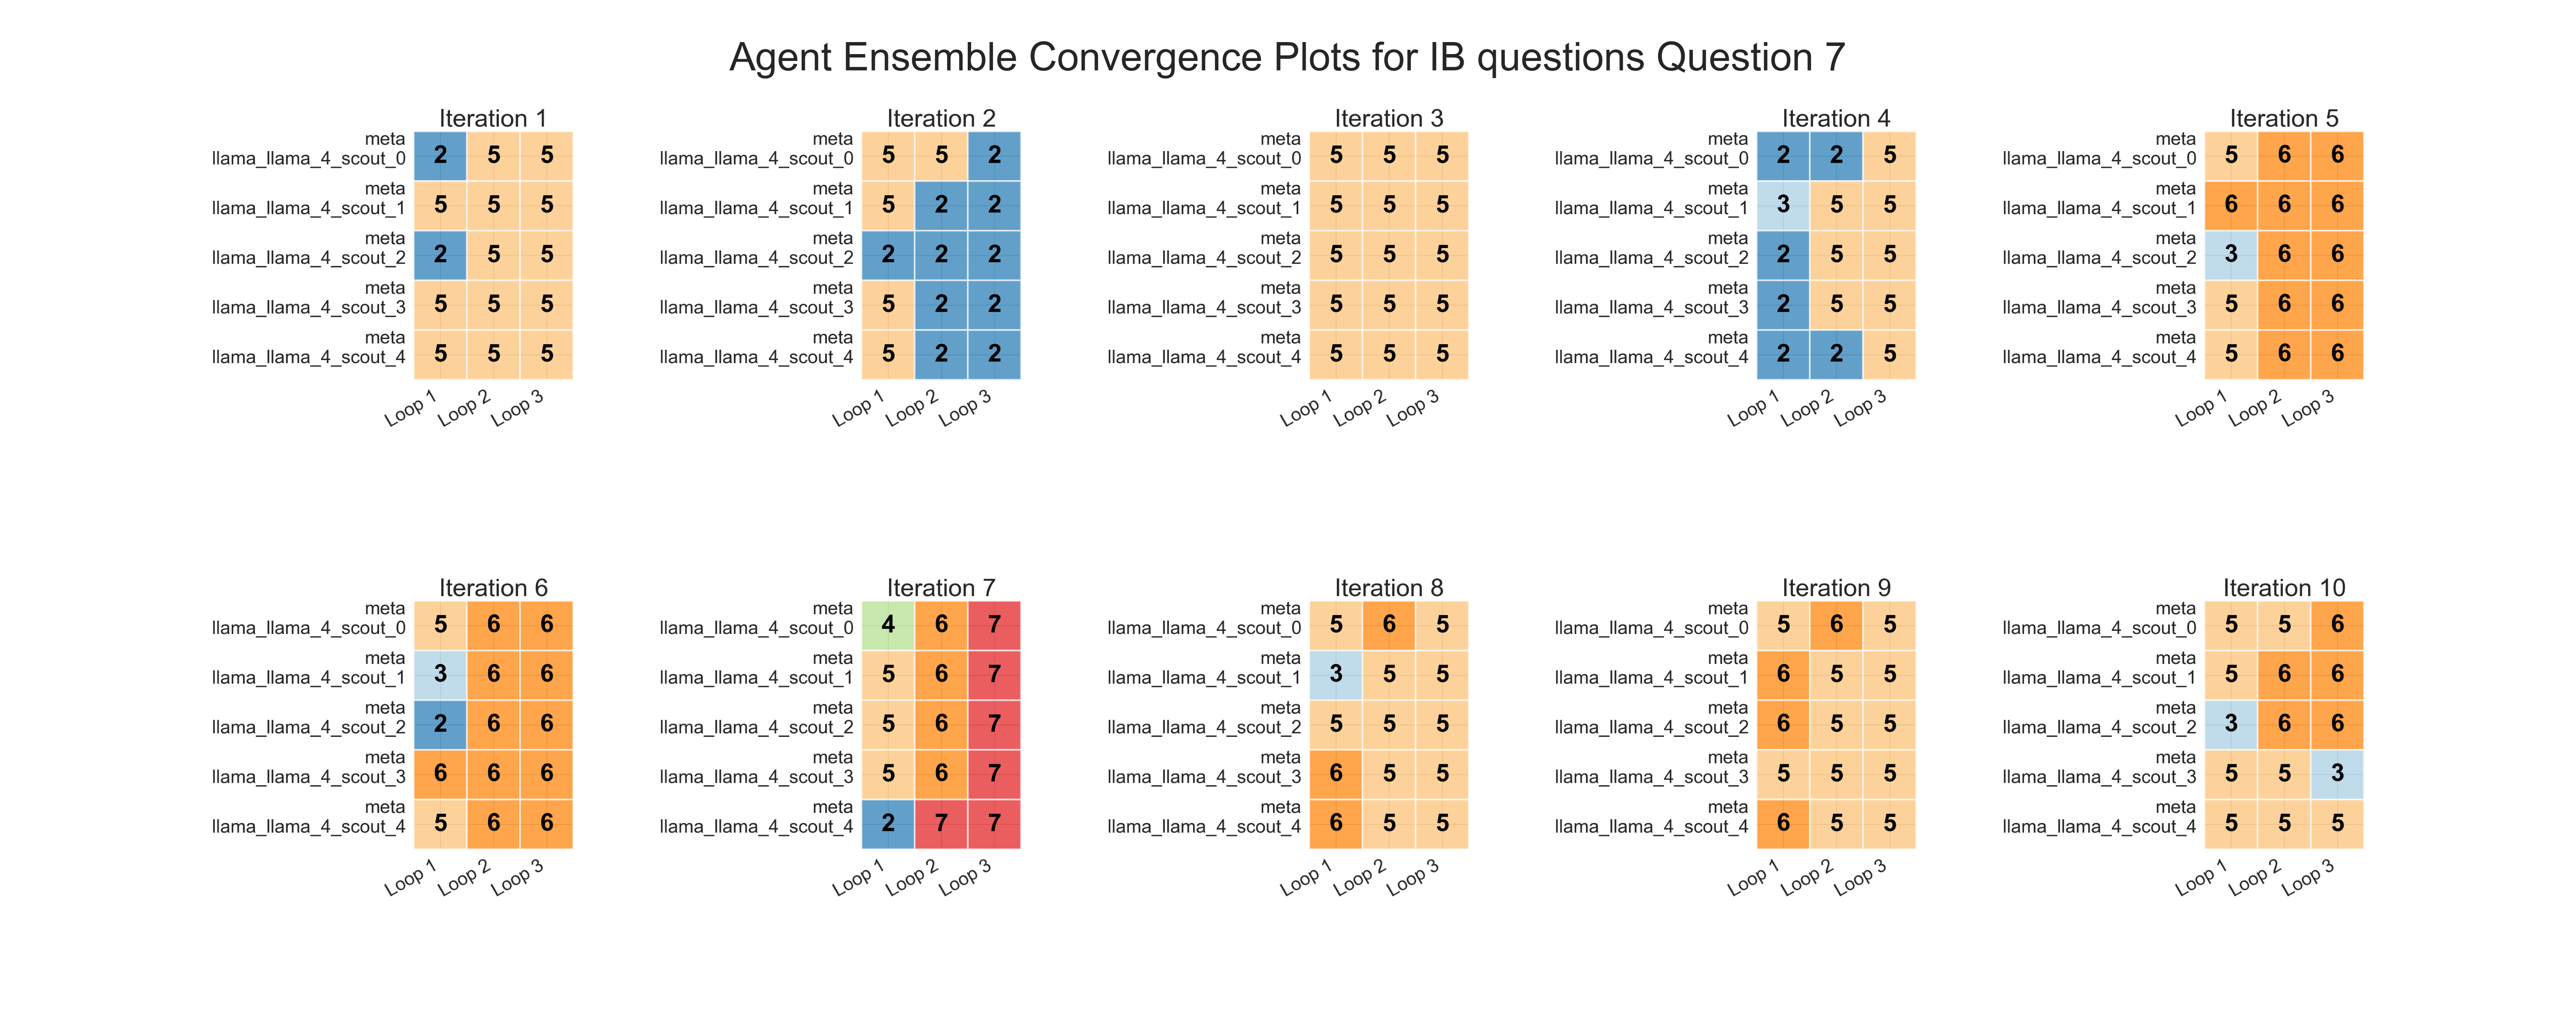 Agent Ensemble Convergence Plots for IB questions Question 7
Iteration 1
meta
llama_llama_4_scout_0 2 5 5
meta
llama_llama_4_scout_1 5 5 5
meta
llama_llama_4_scout_2 2 5 5
meta
llama_llama_4_scout_3 5 5 5
meta
llama_llama_4_scout_4 5 5 5
Loop 1 Loop 2 Loop 3
Iteration 2
meta
llama_llama_4_scout_0 5 5 2
meta
llama_llama_4_scout_1 5 2 2
meta
llama_llama_4_scout_2 2 2 2
meta
llama_llama_4_scout_3 5 2 2
meta
llama_llama_4_scout_4 5 2 2
Loop 1 Loop 2 Loop 3
Iteration 3
meta
llama_llama_4_scout_0 5 5 5
meta
llama_llama_4_scout_1 5 5 5
meta
llama_llama_4_scout_2 5 5 5
meta
llama_llama_4_scout_3 5 5 5
meta
llama_llama_4_scout_4 5 5 5
Loop 1 Loop 2 Loop 3
Iteration 4
meta
llama_llama_4_scout_0 2 2 5
meta
llama_llama_4_scout_1 3 5 5
meta
llama_llama_4_scout_2 2 5 5
meta
llama_llama_4_scout_3 2 5 5
meta
llama_llama_4_scout_4 2 2 5
Loop 1 Loop 2 Loop 3
Iteration 5
meta
llama_llama_4_scout_0 5 6 6
meta
llama_llama_4_scout_1 6 6 6
meta
llama_llama_4_scout_2 3 6 6
meta
llama_llama_4_scout_3 5 6 6
meta
llama_llama_4_scout_4 5 6 6
Loop 1 Loop 2 Loop 3
Iteration 6
meta
llama_llama_4_scout_0 5 6 6
meta
llama_llama_4_scout_1 3 6 6
meta
llama_llama_4_scout_2 2 6 6
meta
llama_llama_4_scout_3 6 6 6
meta
llama_llama_4_scout_4 5 6 6
Loop 1 Loop 2 Loop 3
Iteration 7
meta
llama_llama_4_scout_0 4 6 7
meta
llama_llama_4_scout_1 5 6 7
meta
llama_llama_4_scout_2 5 6 7
meta
llama_llama_4_scout_3 5 6 7
meta
llama_llama_4_scout_4 2 7 7
Loop 1 Loop 2 Loop 3
Iteration 8
meta
llama_llama_4_scout_0 5 6 5
meta
llama_llama_4_scout_1 3 5 5
meta
llama_llama_4_scout_2 5 5 5
meta
llama_llama_4_scout_3 6 5 5
meta
llama_llama_4_scout_4 6 5 5
Loop 1 Loop 2 Loop 3
Iteration 9
meta
llama_llama_4_scout_0 5 6 5
meta
llama_llama_4_scout_1 6 5 5
meta
llama_llama_4_scout_2 6 5 5
meta
llama_llama_4_scout_3 5 5 5
meta
llama_llama_4_scout_4 6 5 5
Loop 1 Loop 2 Loop 3
Iteration 10
meta
llama_llama_4_scout_0 5 5 6
meta
llama_llama_4_scout_1 5 6 6
meta
llama_llama_4_scout_2 3 6 6
meta
llama_llama_4_scout_3 5 5 3
meta
llama_llama_4_scout_4 5 5 5
Loop 1 Loop 2 Loop 3